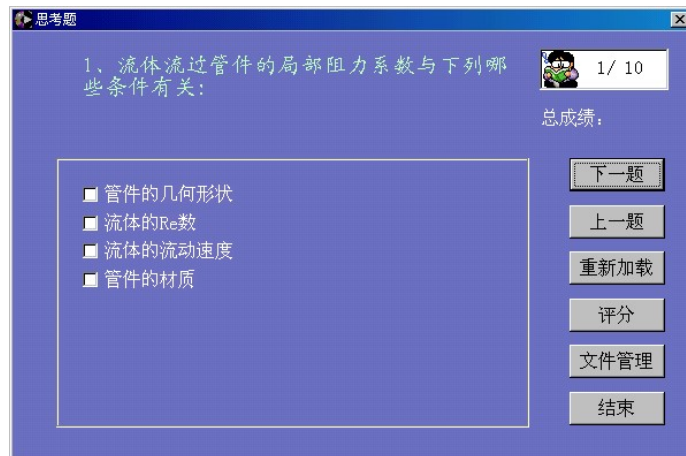 思考题
1、流体流过管件的局部阻力系数与下列哪
些条件有关:
1/ 10
总成绩：
管件的几何形状
流体的Re数
流体的流动速度
管件的材质
下一题
上一题
重新加载
评分
文件管理
结束